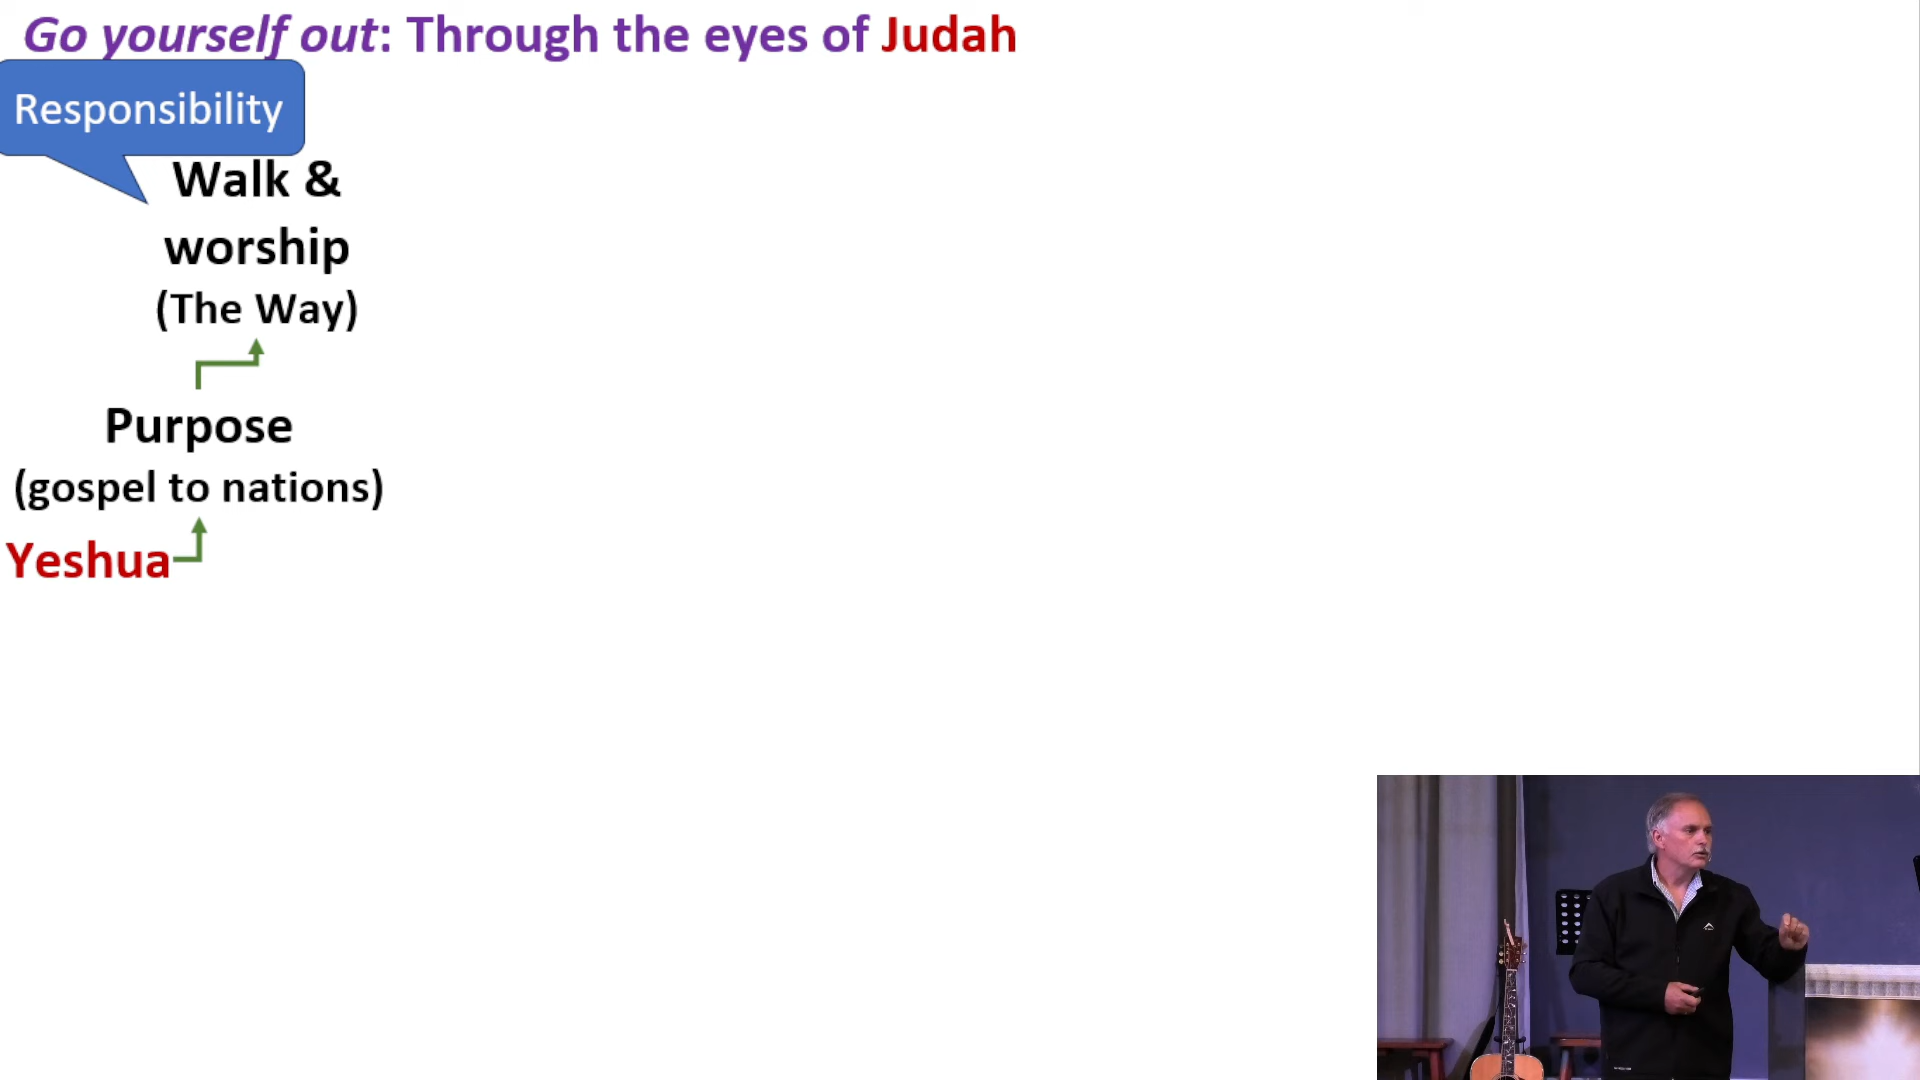 Go yourself out: Through the eyes of Judah
Responsibility
Walk &
worship
(The Way)
Purpose
(gospel to nations)
Yeshua